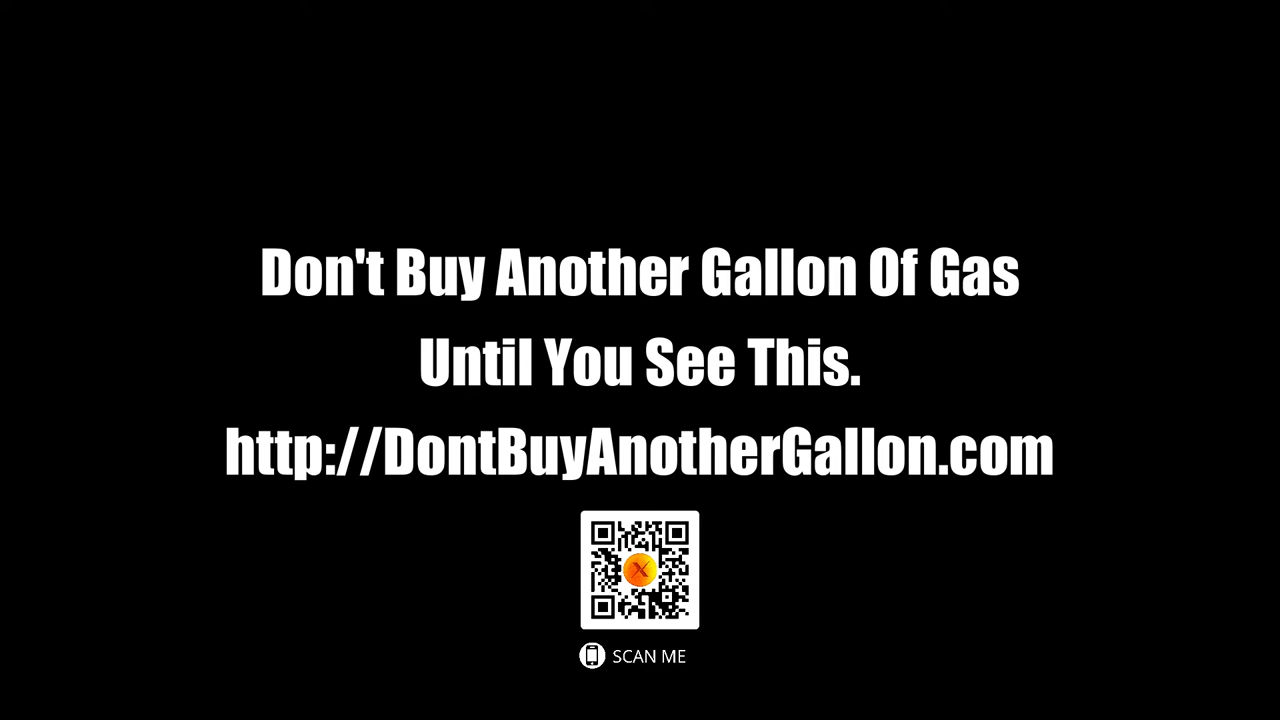 Don't Buy Another Gallon Of Gas
Until You See This.
http://DontBuyAnotherGallon.com
X
SCAN ME